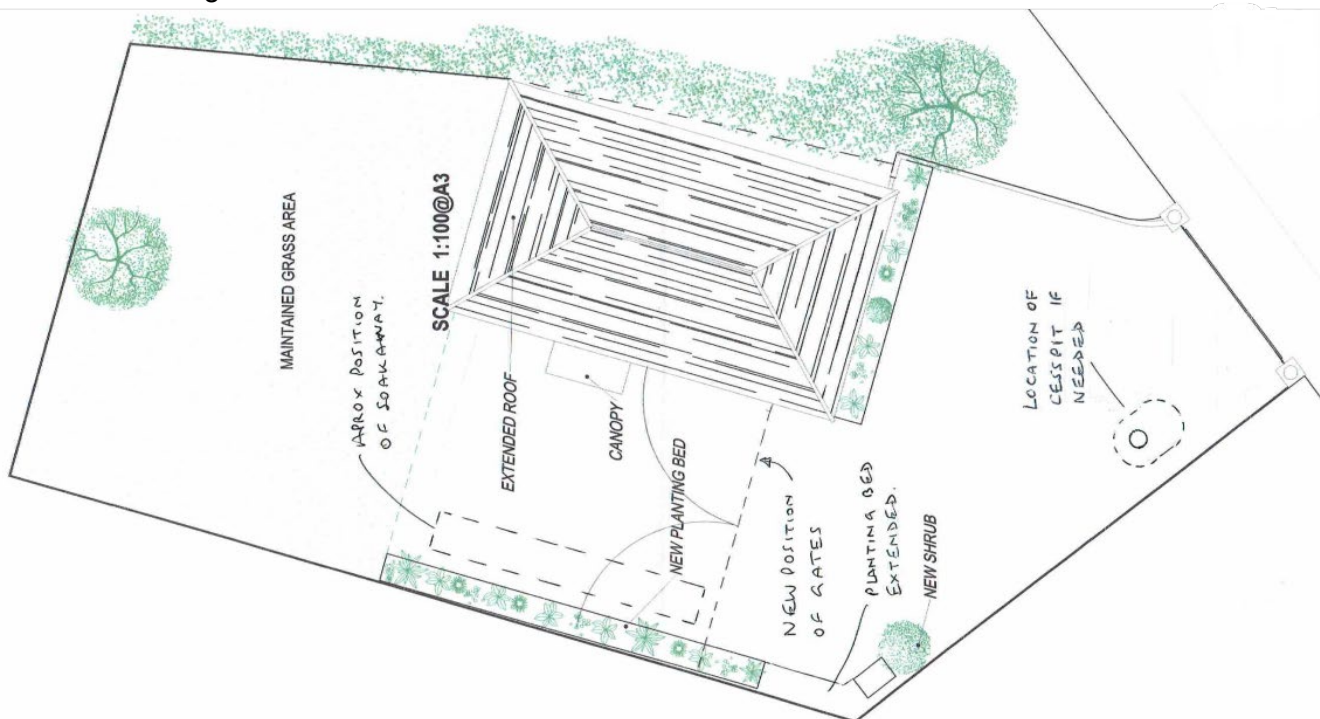 MAINTAINED GRASS AREA
SCALE 1:100@A3
APROX POSITION
OF SOAKAWAY.
EXTENDED ROOF
CANOPY
NEW PLANTING BED
NEW POSITION
OF GATES
PLANTING BED
EXTENDED.
NEW SHRUB
LOCATION OF
CESSPIT IF
NEEDED